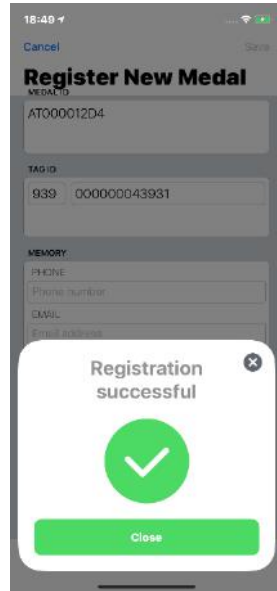 18:49
Cancel
Save
Register New Medal
MEDAL ID
AT000012D4
TAG ID
939 000000043931
MEMORY
PHONE
Phone number
EMAIL
Email address
Registration
successful
Close